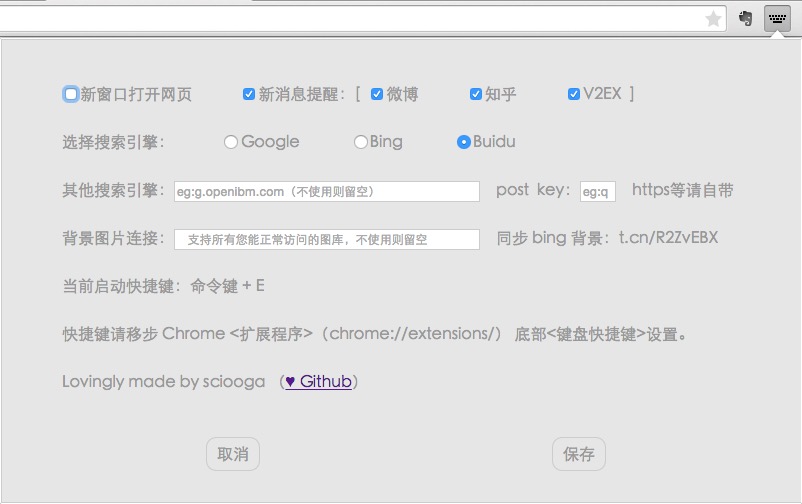 新窗口打开网页 新消息提醒：[ 微博 知乎 V2EX ]
选择搜索引擎： Google Bing Buidu
其他搜索引擎： eg:g.openibm.com（不使用则留空） post key： eg:q https等请自带
背景图片连接： 支持所有您能正常访问的图库，不使用则留空 同步 bing 背景：t.cn/R2ZvEBX
当前启动快捷键：命令键 + E
快捷键请移步 Chrome <扩展程序>（chrome://extensions/） 底部<键盘快捷键>设置。
Lovingly made by sciooga （♥ Github）
取消 保存